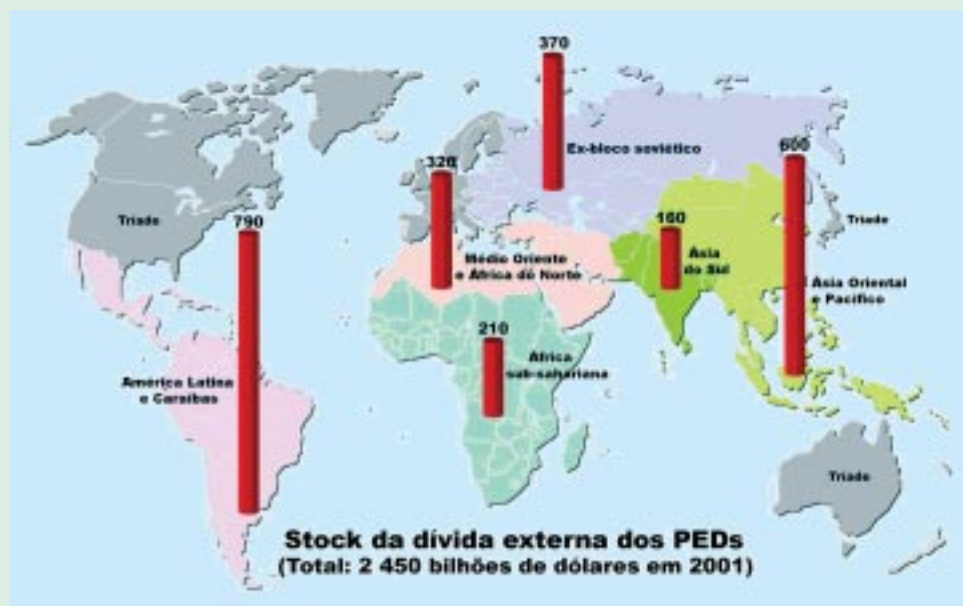 370
Ex-bloco soviético
320
600
Triade
790
160
Triade
Ásia
do Sul
Médio Oriente
e África do Norte
Ásia Oriental
e Pacífico
210
África
sub-sahariana
América Latina
e Caraíbas
Triade
Stock da dívida externa dos PEDs
(Total: 2 450 bilhões de dólares em 2001)